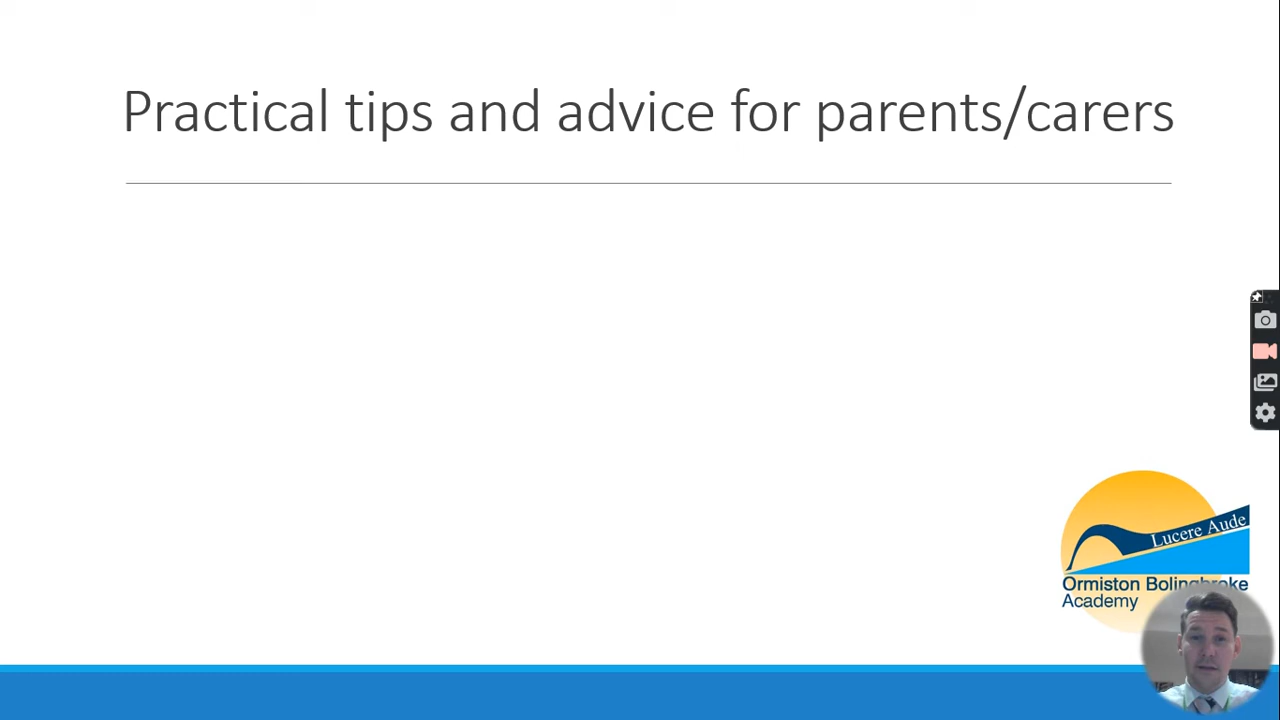 Practical tips and advice for parents/carers
Lucere Aude
Ormiston Bolingbroke
Academy